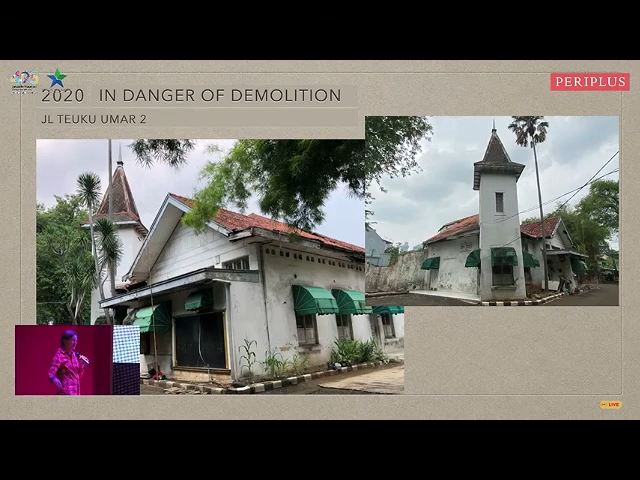 PERIPLUS
2020 IN DANGER OF DEMOLITION
JL TEUKU UMAR 2
LIVE